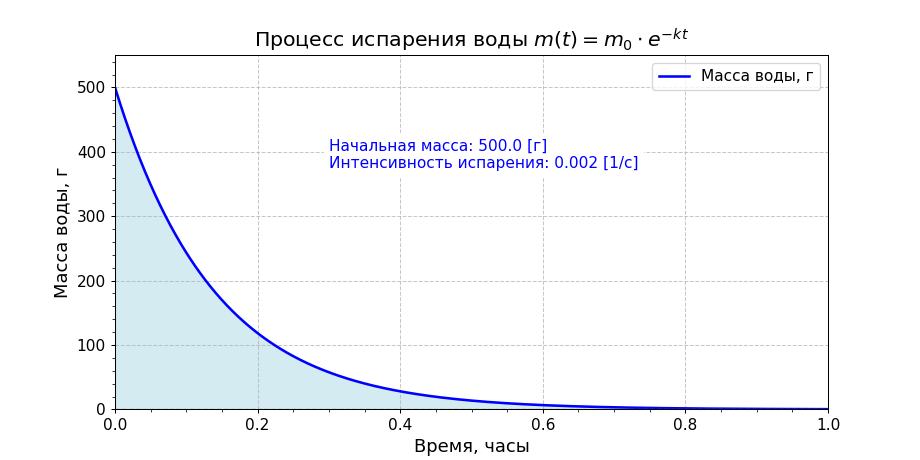 Процесс испарения воды m(t) = m₀ · e^{-kt}
Масса воды, г
Начальная масса: 500.0 [г]
Интенсивность испарения: 0.002 [1/с]
Масса воды, г
500
400
300
200
100
0
0.0 0.2 0.4 0.6 0.8 1.0
Время, часы